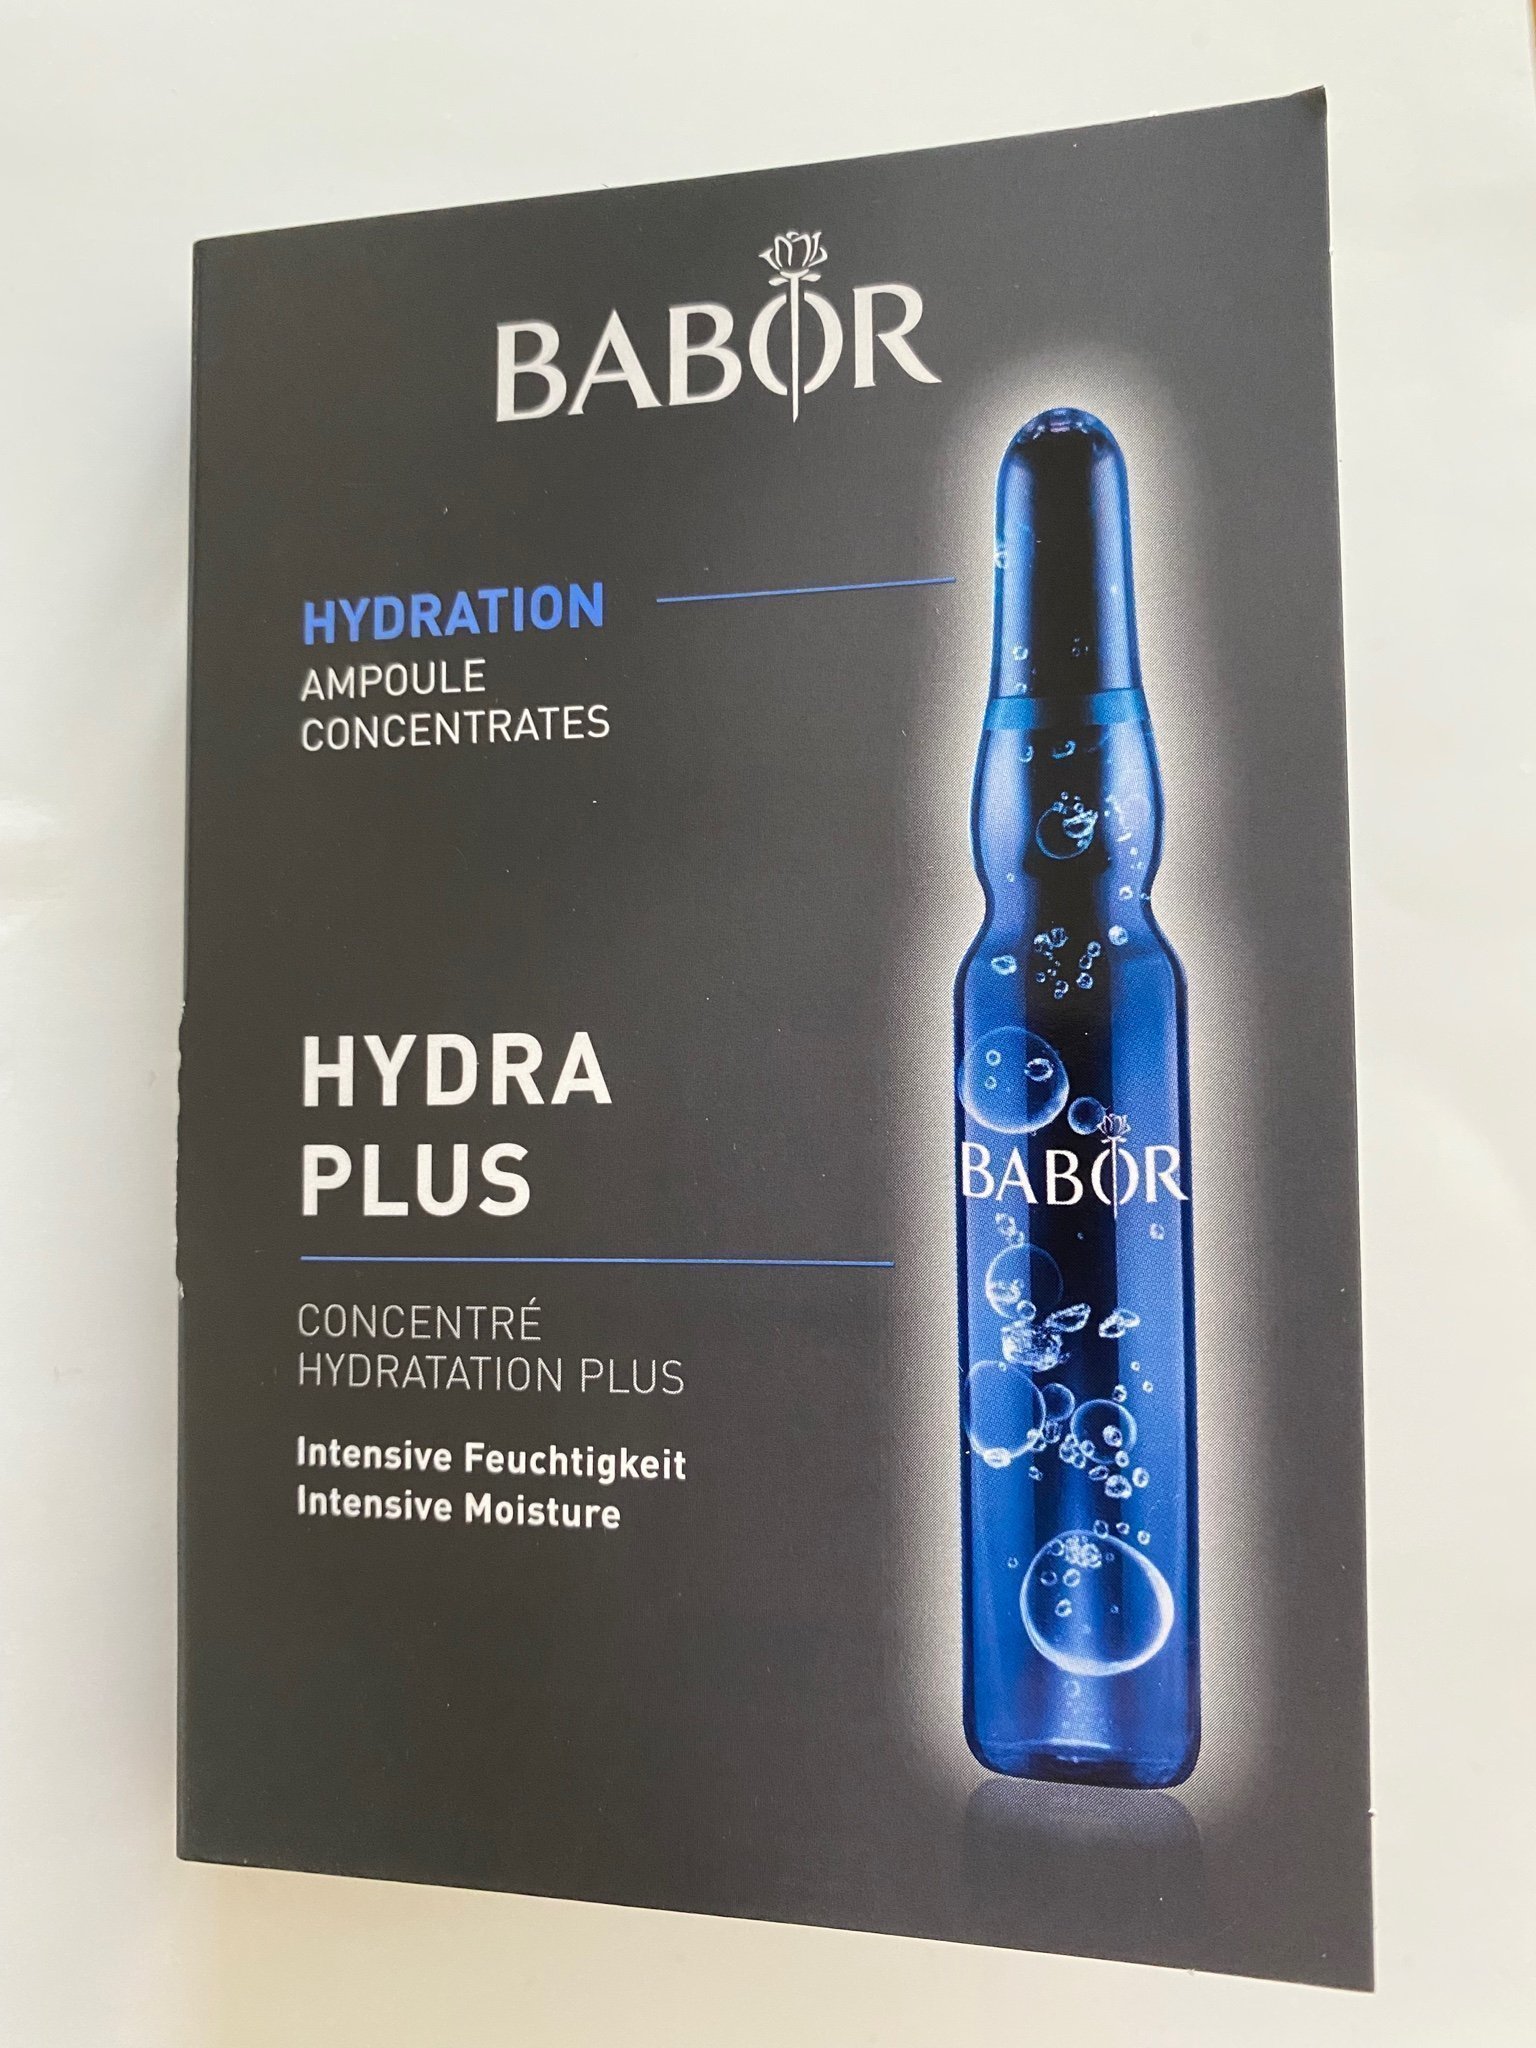 BABOR
HYDRATION
AMPOULE
CONCENTRATES
HYDRA
PLUS
CONCENTRÉ
HYDRATATION PLUS
Intensive Feuchtigkeit
Intensive Moisture
BABOR